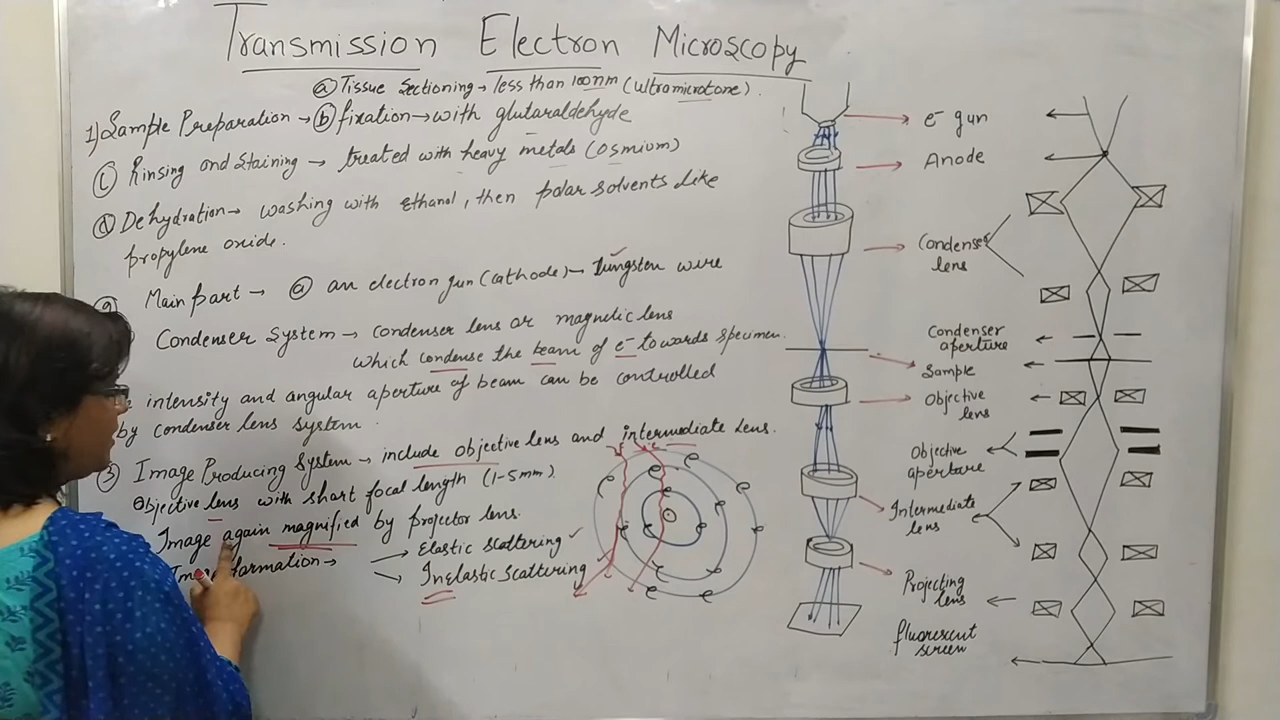 Transmission Electron Microscopy
ⓐ Tissue Sectioning → less than 100nm (ultramicrotone).
1) Sample Preparation → ⓑ fixation → with glutaraldehyde
ⓒ Rinsing and Staining → treated with heavy metals (Osmium)
ⓓ Dehydration → washing with ethanol, then polar solvents like
propylene oxide.
② Main part → ⓐ an electron gun (cathode) → tungsten wire
Condenser System → condenser lens or magnetic lens
which condense the beam of e⁻ towards specimen.
intensity and angular aperture of beam can be controlled
by condenser lens system.
③ Image Producing System → include objective lens and intermediate lens.
Objective lens with short focal length (1-5mm).
Image again magnified by projector lens.
formation → Elastic scattering ✓
Inelastic scattering
e⁻ gun
Anode
Condenser
lens
Condenser
aperture
Sample
Objective
lens
Objective
aperture
Intermediate
lens
Projecting
lens
fluorescent
screen